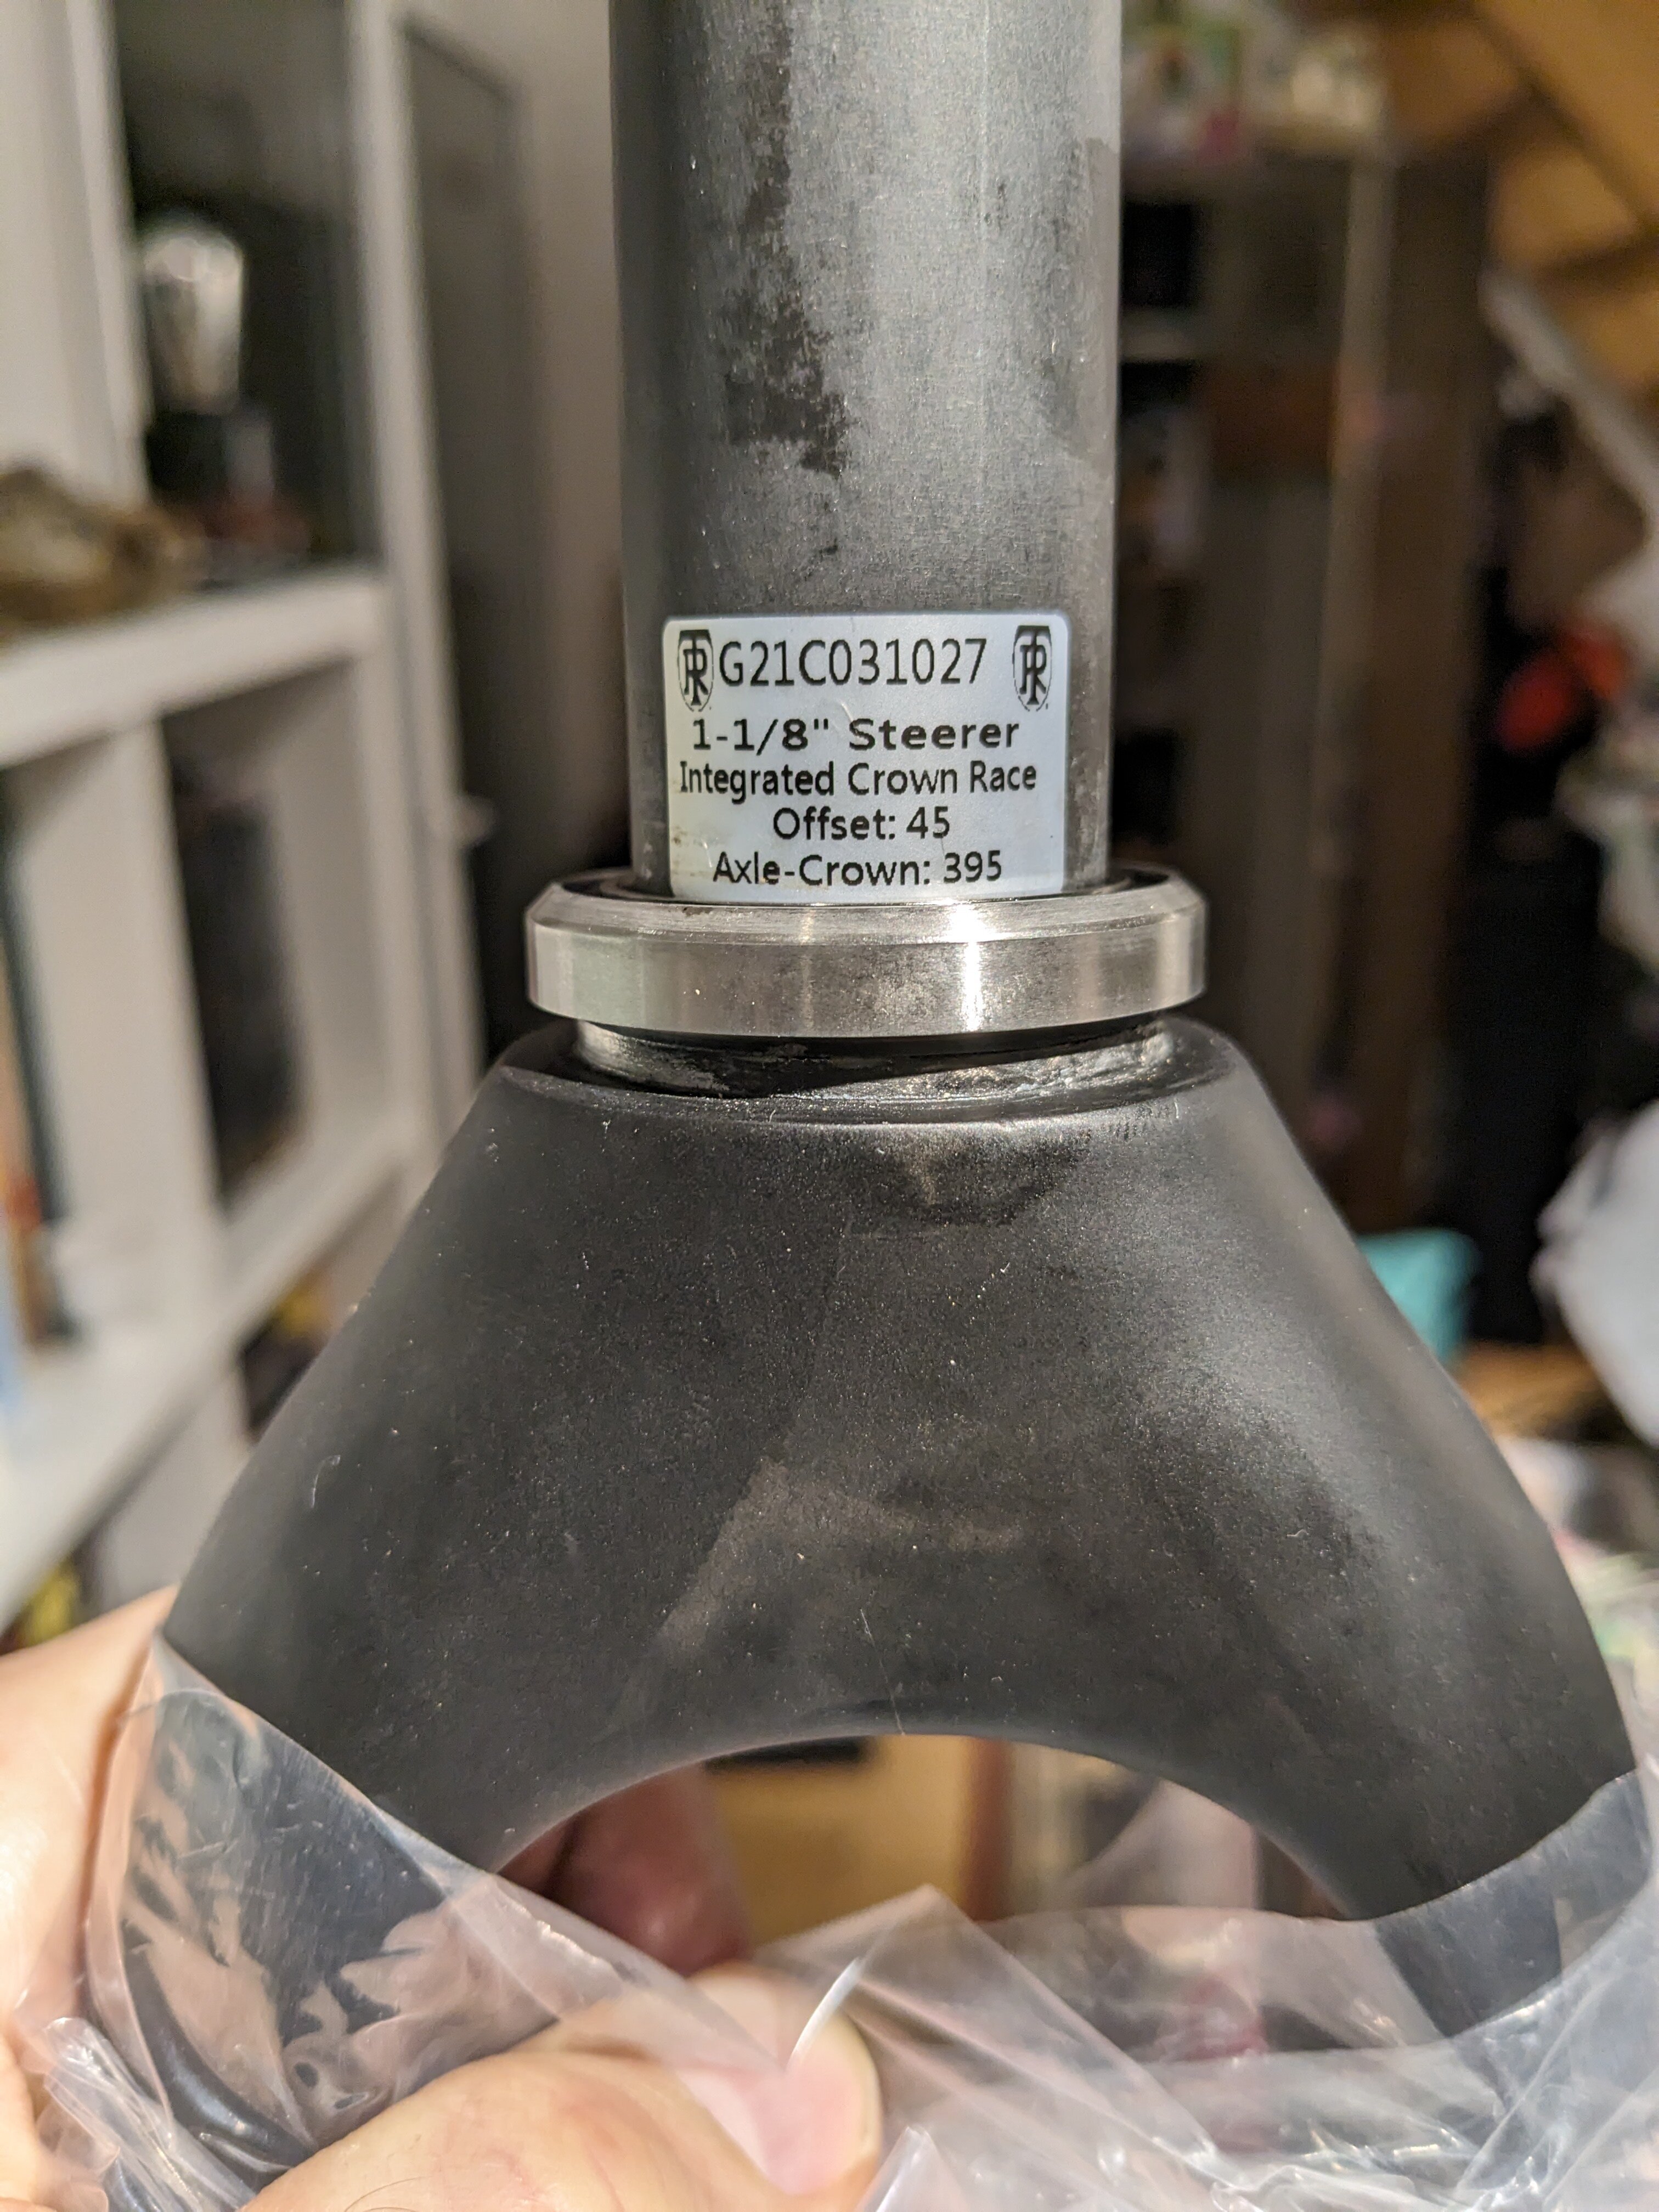 G21C031027
1-1/8" Steerer
Integrated Crown Race
Offset: 45
Axle-Crown: 395